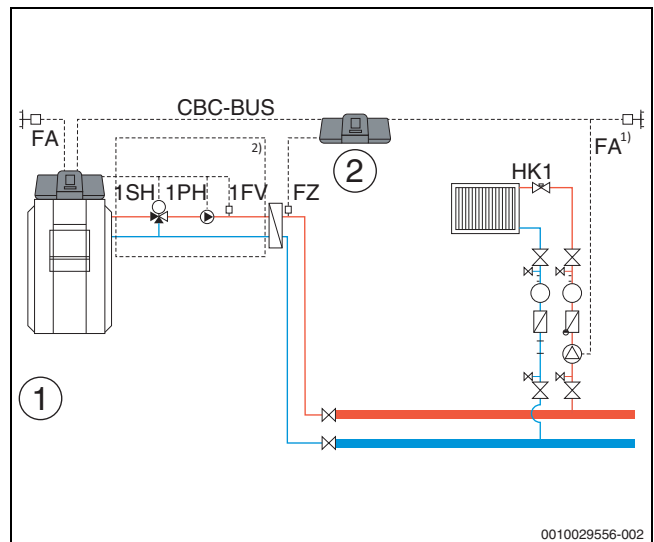 CBC-BUS
FA
FA1)
2)
2
1SH 1PH 1FV FZ
HK1
1
0010029556-002